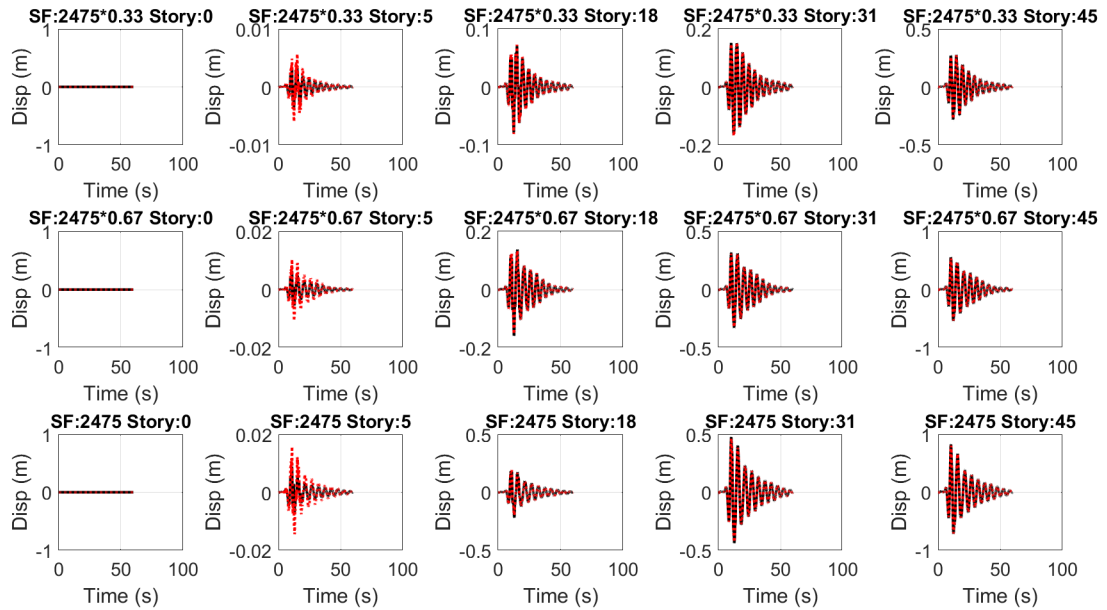 SF:2475*0.33 Story:0 SF:2475*0.33 Story:5 SF:2475*0.33 Story:18 SF:2475*0.33 Story:31 SF:2475*0.33 Story:45
1 0.01 0.1 0.2 0.5
Disp (m) Disp (m) Disp (m) Disp (m) Disp (m)
0 0 0 0 0
-1 -0.01 -0.1 -0.2 -0.5
0 50 100 0 50 100 0 50 100 0 50 100 0 50 100
Time (s) Time (s) Time (s) Time (s) Time (s)
SF:2475*0.67 Story:0 SF:2475*0.67 Story:5 SF:2475*0.67 Story:18 SF:2475*0.67 Story:31 SF:2475*0.67 Story:45
1 0.02 0.2 0.5 1
Disp (m) Disp (m) Disp (m) Disp (m) Disp (m)
0 0 0 0 0
-1 -0.02 -0.2 -0.5 -1
0 50 100 0 50 100 0 50 100 0 50 100 0 50 100
Time (s) Time (s) Time (s) Time (s) Time (s)
SF:2475 Story:0 SF:2475 Story:5 SF:2475 Story:18 SF:2475 Story:31 SF:2475 Story:45
1 0.02 0.5 0.5 1
Disp (m) Disp (m) Disp (m) Disp (m) Disp (m)
0 0 0 0 0
-1 -0.02 -0.5 -0.5 -1
0 50 100 0 50 100 0 50 100 0 50 100 0 50 100
Time (s) Time (s) Time (s) Time (s) Time (s)